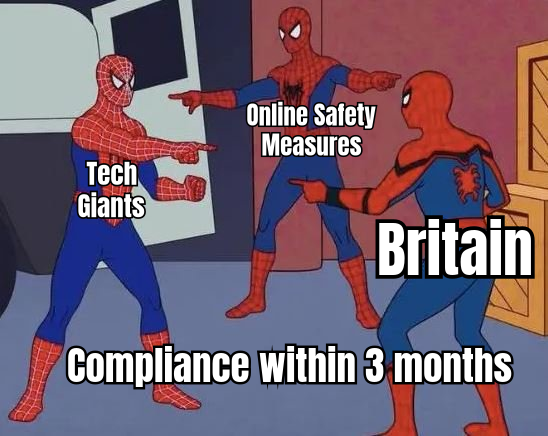 Online Safety
Measures
Tech
Giants
Britain
Compliance within 3 months